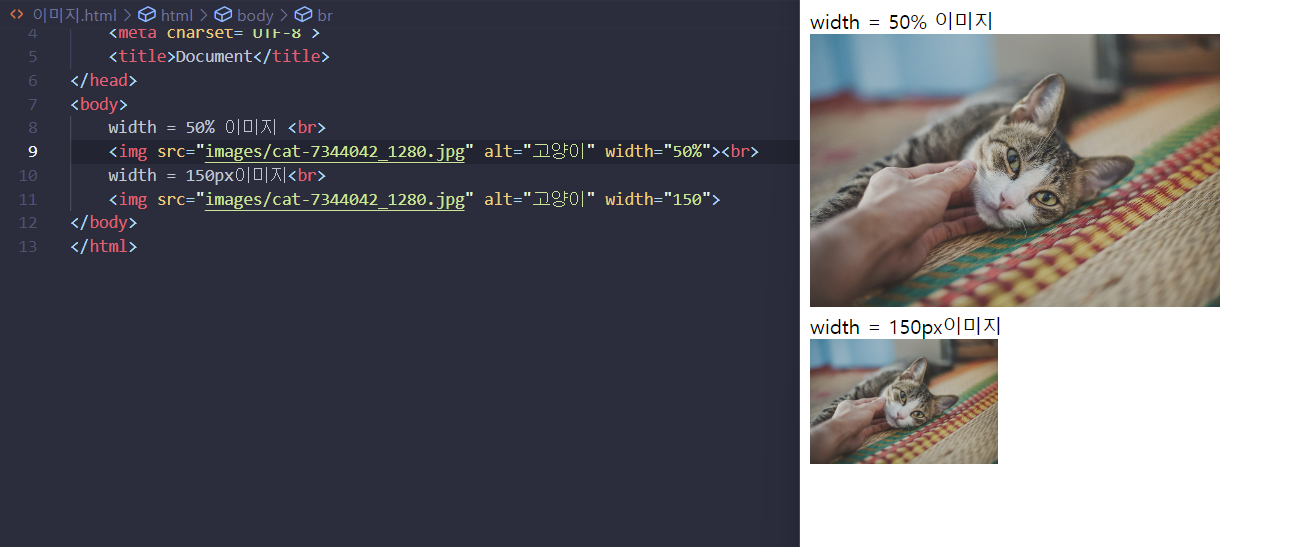 이미지.html > html > body > br
4 <meta charset="UTF-8">
5 <title>Document</title>
6 </head>
7 <body>
8 width = 50% 이미지 <br>
9 <img src="images/cat-7344042_1280.jpg" alt="고양이" width="50%"><br>
10 width = 150px이미지<br>
11 <img src="images/cat-7344042_1280.jpg" alt="고양이" width="150">
12 </body>
13 </html>
width = 50% 이미지
width = 150px이미지